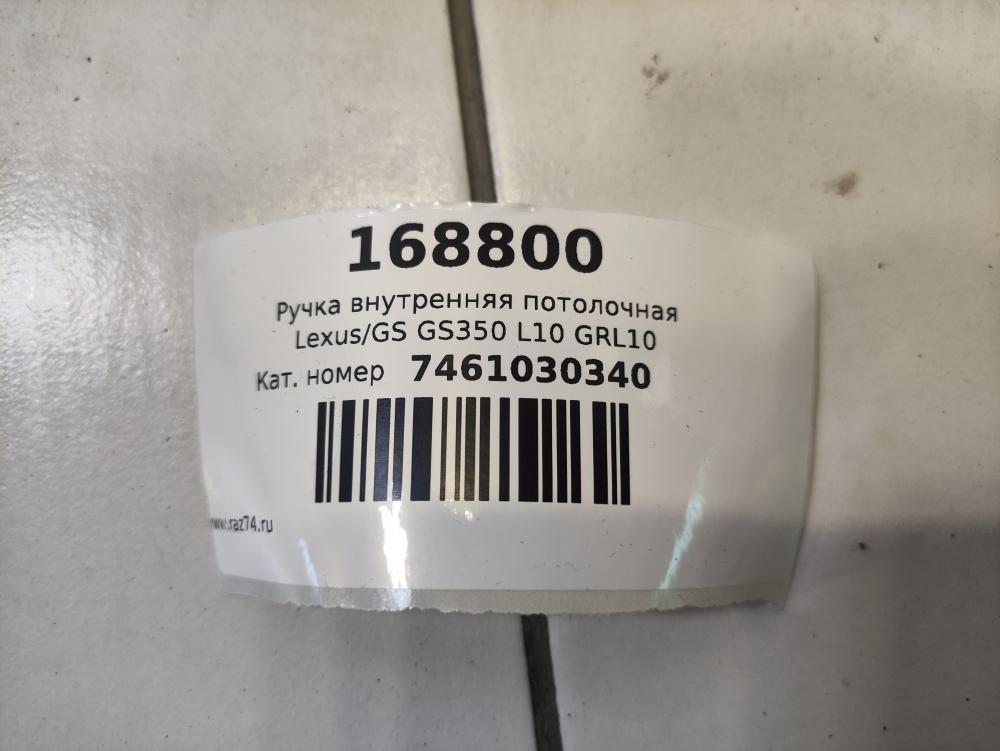 168800
Ручка внутренняя потолочная
Lexus/GS GS350 L10 GRL10
Кат. номер 7461030340
www.raz74.ru